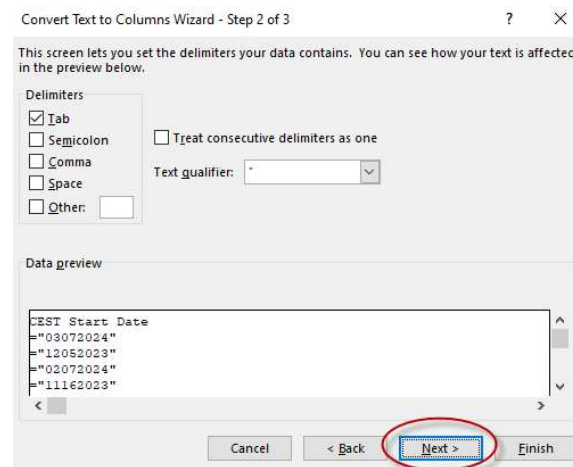 Convert Text to Columns Wizard - Step 2 of 3
? ×
This screen lets you set the delimiters your data contains. You can see how your text is affected
in the preview below.
Delimiters
Tab
Semicolon
Comma
Space
Other:
Treat consecutive delimiters as one
Text qualifier: "
Data preview
CEST Start Date
="03072024"
="12052023"
="02072024"
="11162023"
Cancel
< Back
Next >
Finish